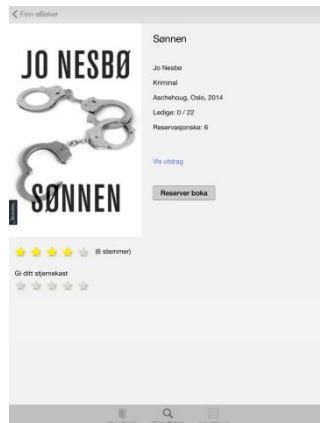 Finn eBøker
JO NESBØ
SØNNEN
Sønnen
Jo Nesbø
Kriminal
Aschehoug, Oslo, 2014
Ledige: 0 / 22
Reservasjonskø: 6
Vis utdrag
Reserver boka
(6 stemmer)
Gi ditt stjernekast